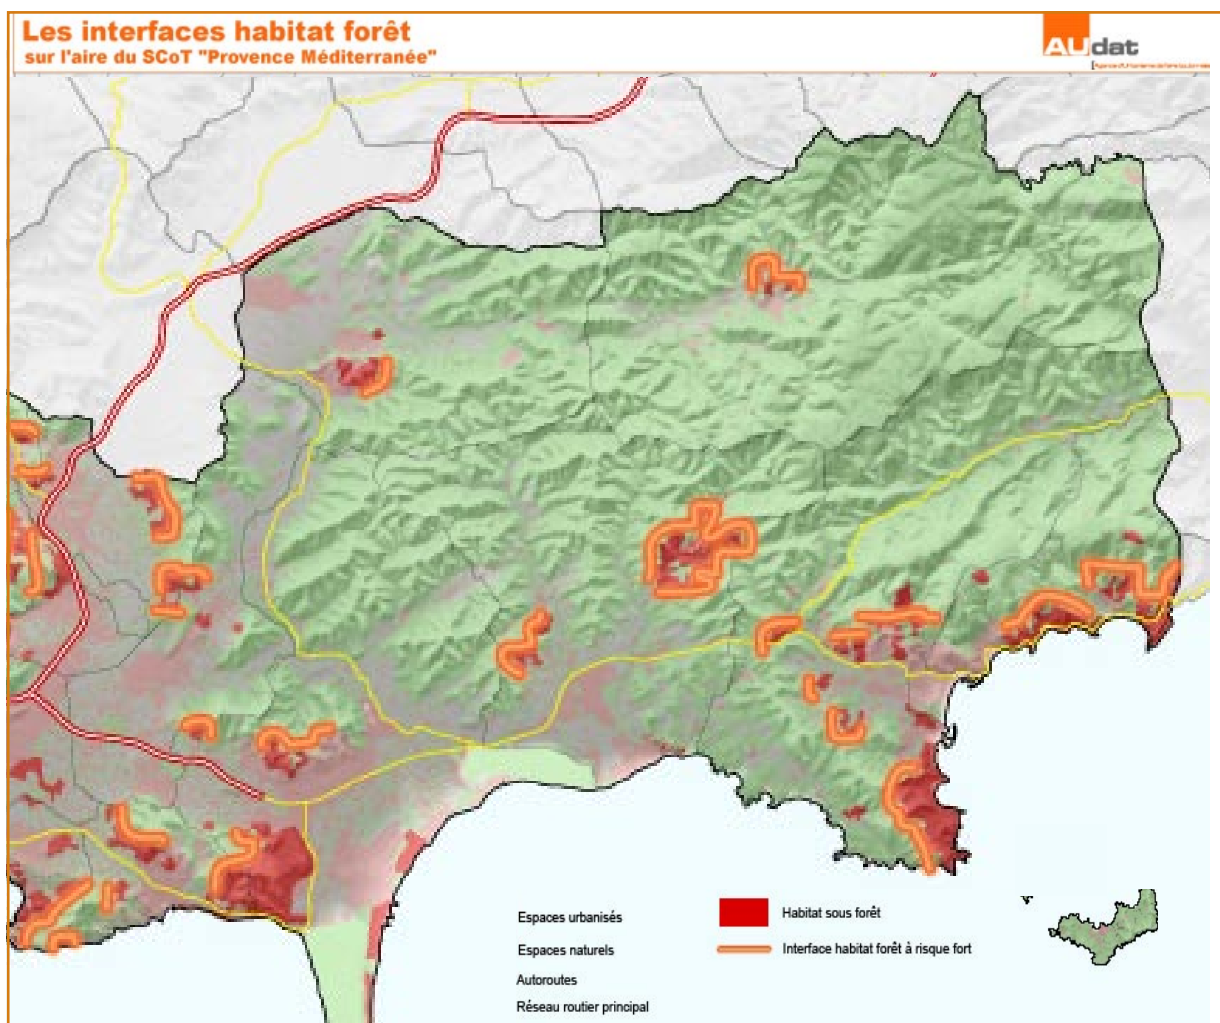 Les interfaces habitat forêt
sur l'aire du SCoT "Provence Méditerranée"
AUdat
Espaces urbanisés
Espaces naturels
Autoroutes
Réseau routier principal
Habitat sous forêt
Interface habitat forêt à risque fort